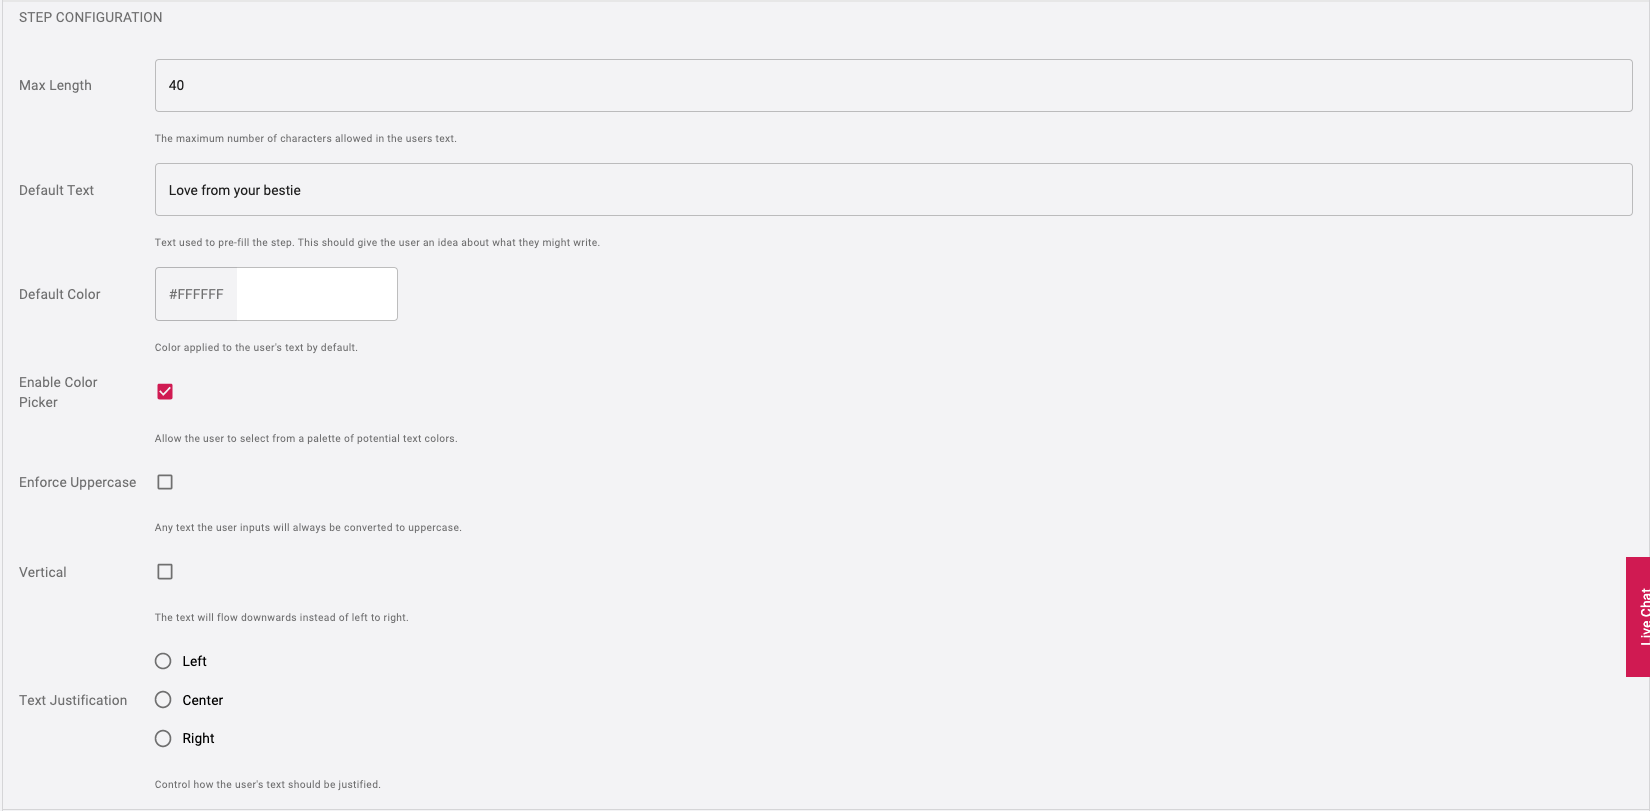 STEP CONFIGURATION
Max Length
40
The maximum number of characters allowed in the users text.
Default Text
Love from your bestie
Text used to pre-fill the step. This should give the user an idea about what they might write.
Default Color
#FFFFFF
Color applied to the user's text by default.
Enable Color
Picker
Allow the user to select from a palette of potential text colors.
Enforce Uppercase
Any text the user inputs will always be converted to uppercase.
Vertical
The text will flow downwards instead of left to right.
Left
Text Justification
Center
Right
Control how the user's text should be justified.
Live Chat